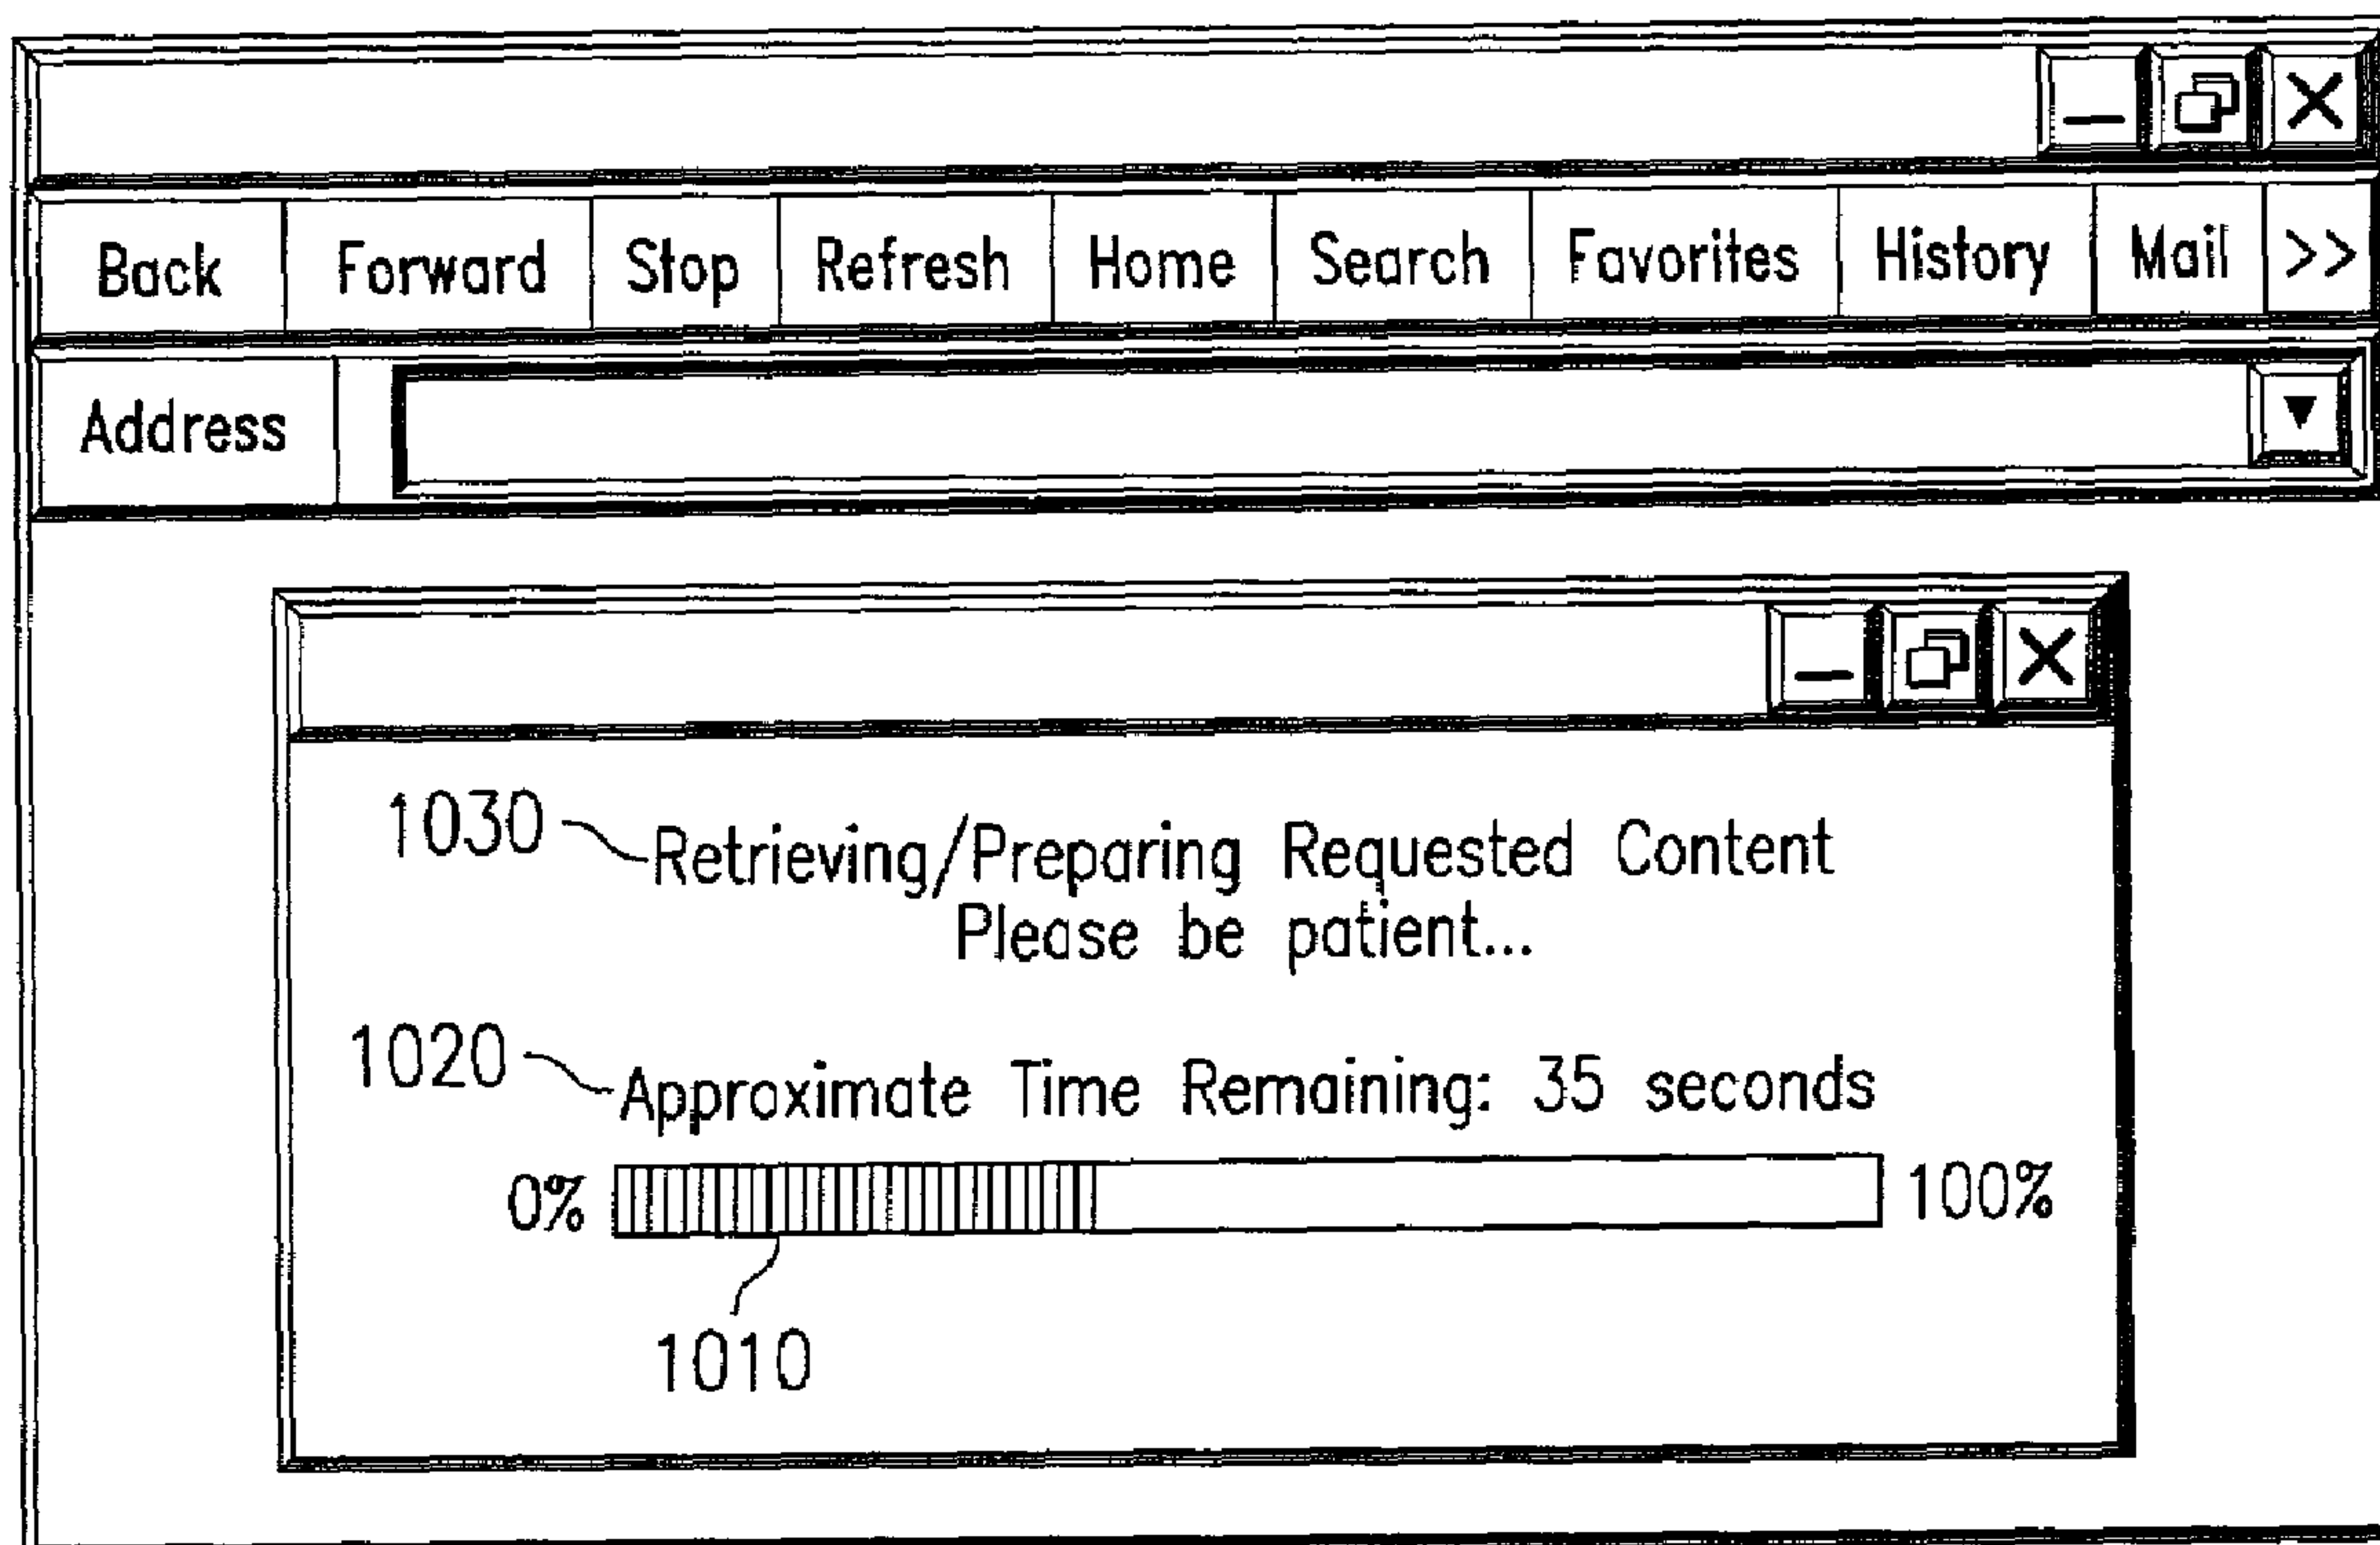 Back Forward Stop Refresh Home Search Favorites History Mail >>
Address
1030 Retrieving/Preparing Requested Content
Please be patient...
1020 Approximate Time Remaining: 35 seconds
0% 100%
1010